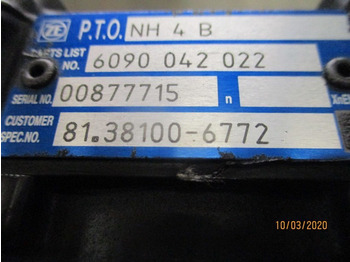 ZF P.T.O. NH 4 B
PARTS LIST
NO. 6090 042 022
SERIAL NO. 00877715 n
CUSTOMER
SPEC.NO. 81.38100-6772
10/03/2020